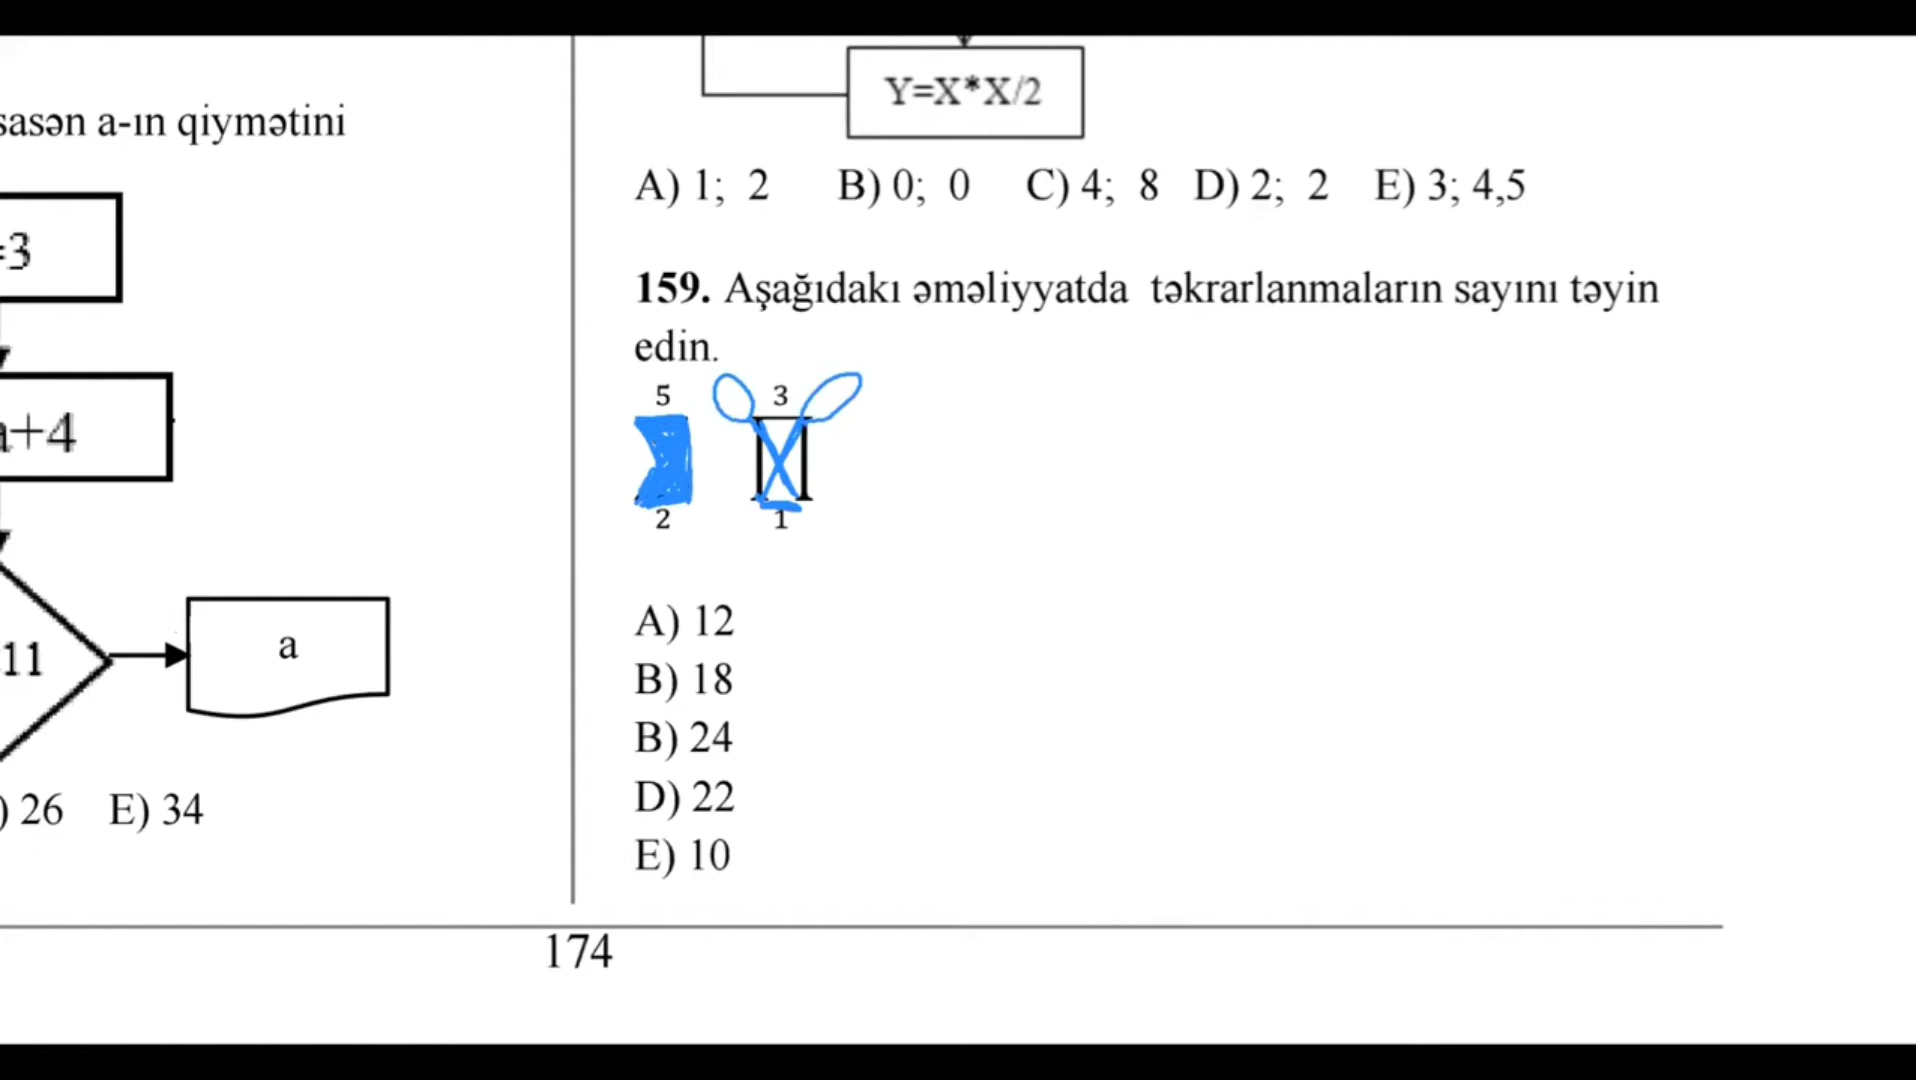 sasən a-ın qiymətini
=3
a+4
11
a
) 26 E) 34
Y=X*X/2
A) 1; 2 B) 0; 0 C) 4; 8 D) 2; 2 E) 3; 4,5
159. Aşağıdakı əməliyyatda təkrarlanmaların sayını təyin
edin.
5 3
2 1
A) 12
B) 18
B) 24
D) 22
E) 10
174